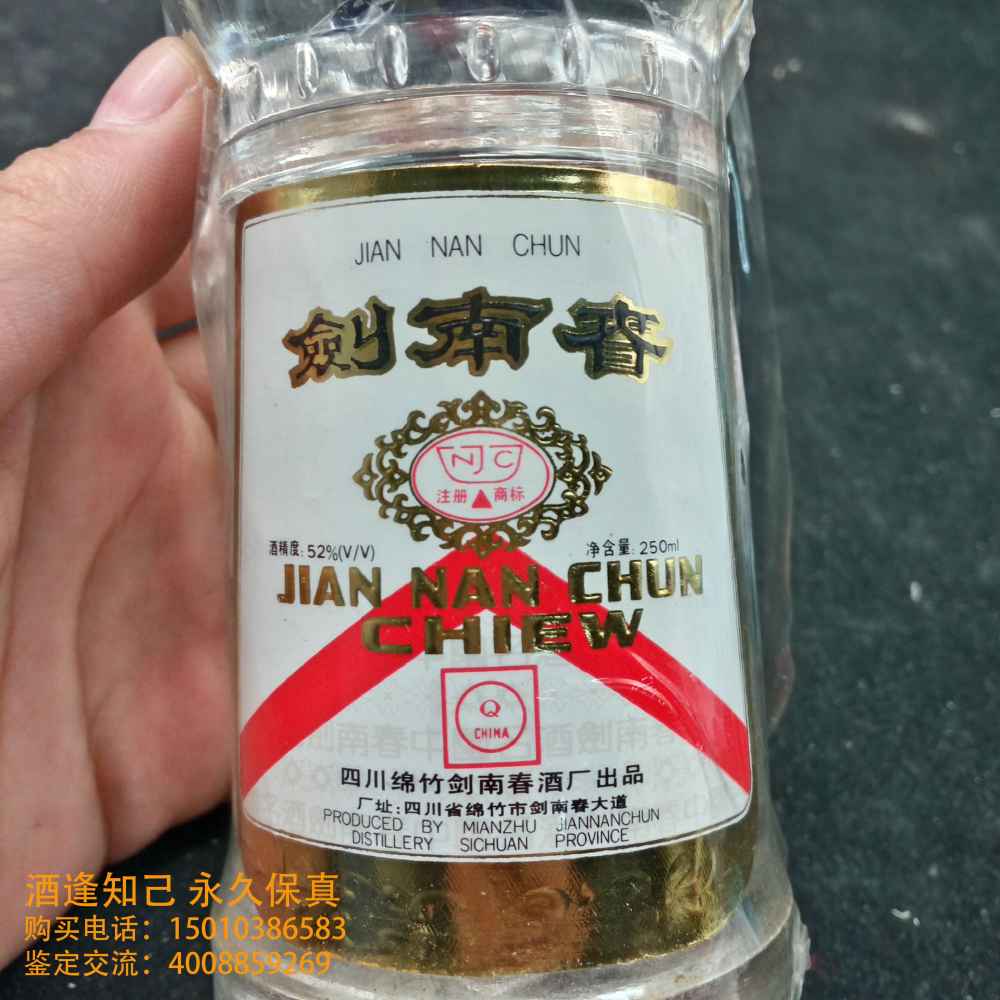 JIAN NAN CHUN
劍南春
NJC
注册 商标
酒精度: 52%(V/V)
净含量: 250ml
JIAN NAN CHUN
CHIEW
Q
CHINA
四川绵竹剑南春酒厂出品
厂址:四川省绵竹市剑南春大道
PRODUCED BY MIANZHU JIANNANCHUN
DISTILLERY SICHUAN PROVINCE
酒逢知己 永久保真
购买电话：15010386583
鉴定交流：4008859269